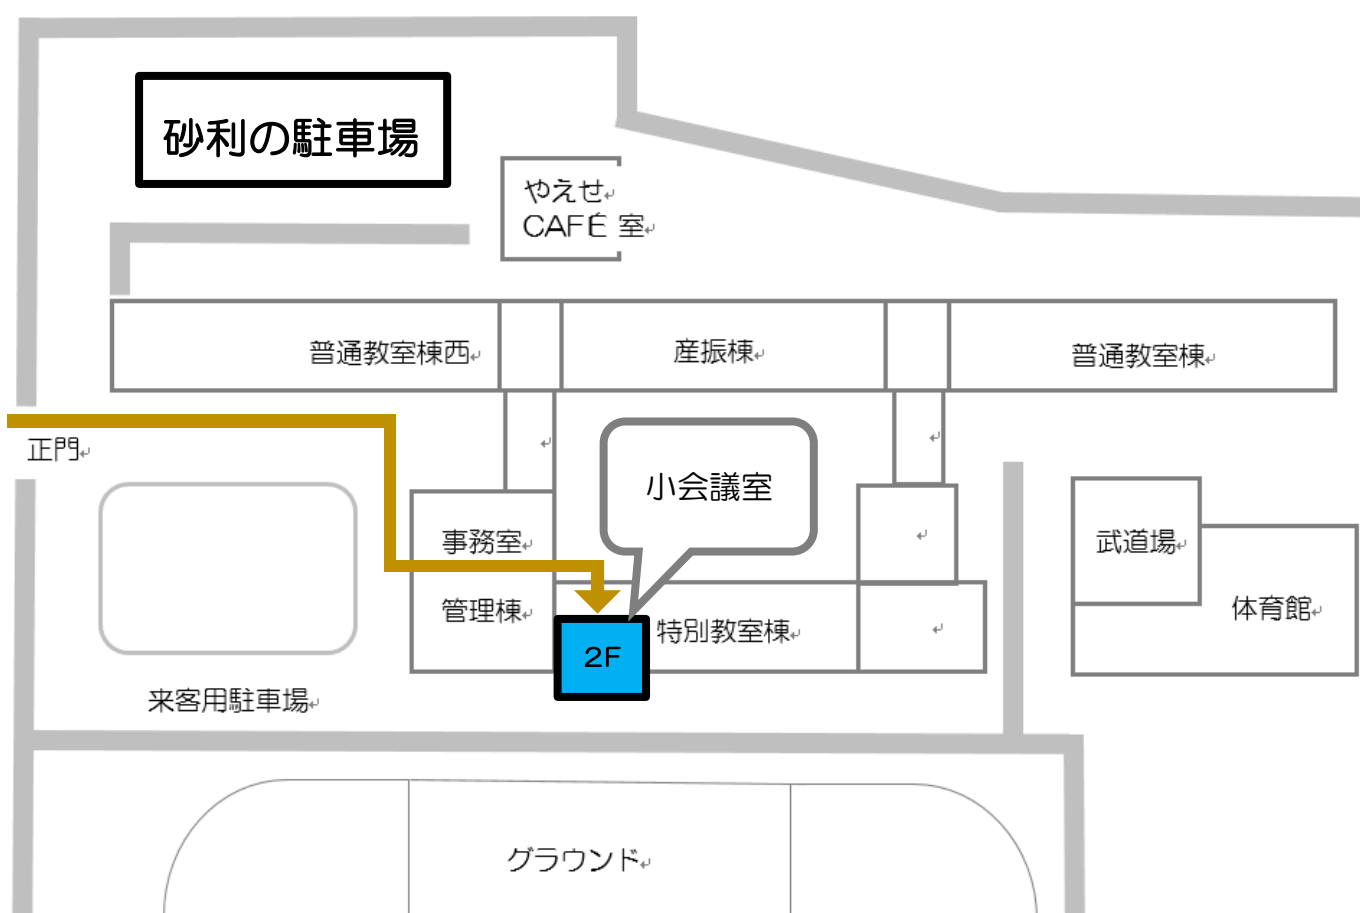 砂利の駐車場
やえせ
CAFÉ 室
普通教室棟西
産振棟
普通教室棟
正門
小会議室
事務室
武道場
管理棟
体育館
特別教室棟
2F
来客用駐車場
グラウンド